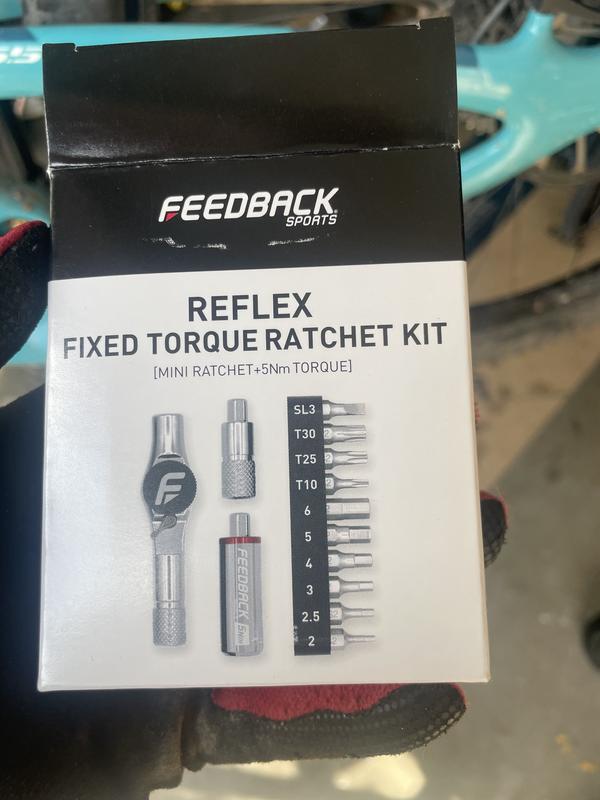 FEEDBACK
SPORTS
REFLEX
FIXED TORQUE RATCHET KIT
[MINI RATCHET+5Nm TORQUE]
SL3
T30
T25
T10
6
5
4
3
2.5
2
F
FEEDBACK 5Nm